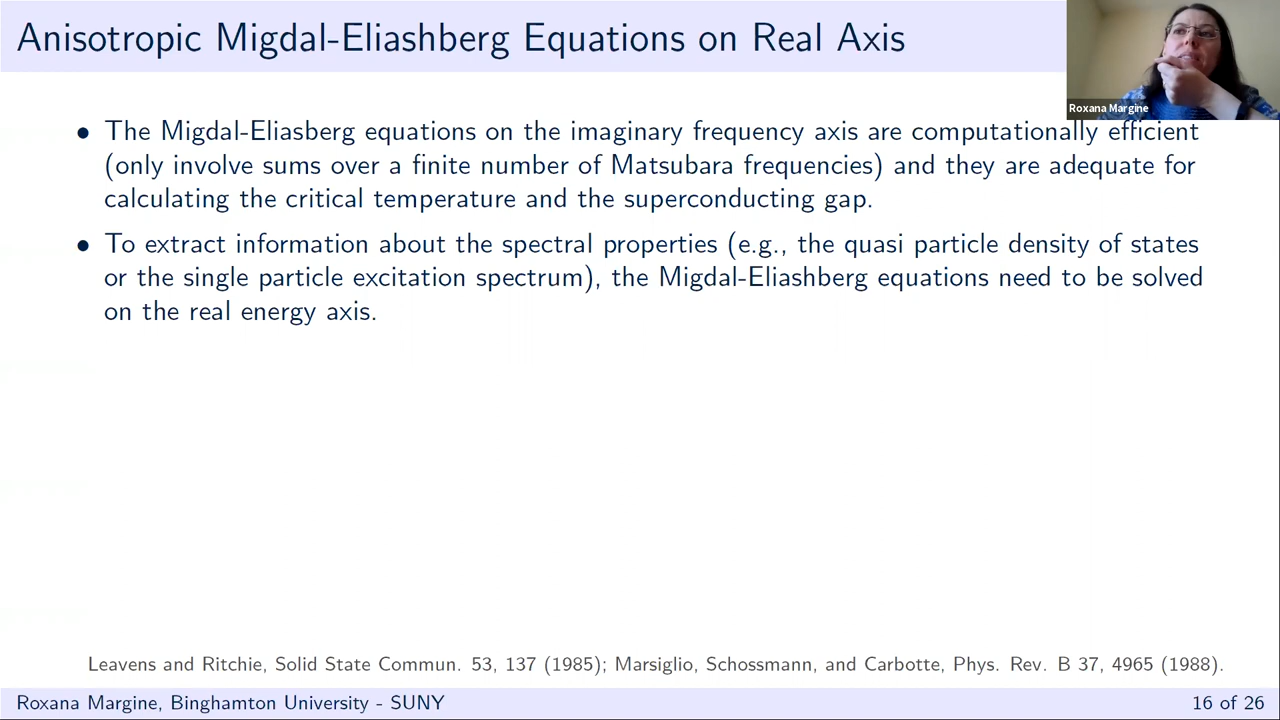 Anisotropic Migdal-Eliashberg Equations on Real Axis
Roxana Margine
• The Migdal-Eliasberg equations on the imaginary frequency axis are computationally efficient
(only involve sums over a finite number of Matsubara frequencies) and they are adequate for
calculating the critical temperature and the superconducting gap.
• To extract information about the spectral properties (e.g., the quasi particle density of states
or the single particle excitation spectrum), the Migdal-Eliashberg equations need to be solved
on the real energy axis.
Leavens and Ritchie, Solid State Commun. 53, 137 (1985); Marsiglio, Schossmann, and Carbotte, Phys. Rev. B 37, 4965 (1988).
Roxana Margine, Binghamton University - SUNY
16 of 26